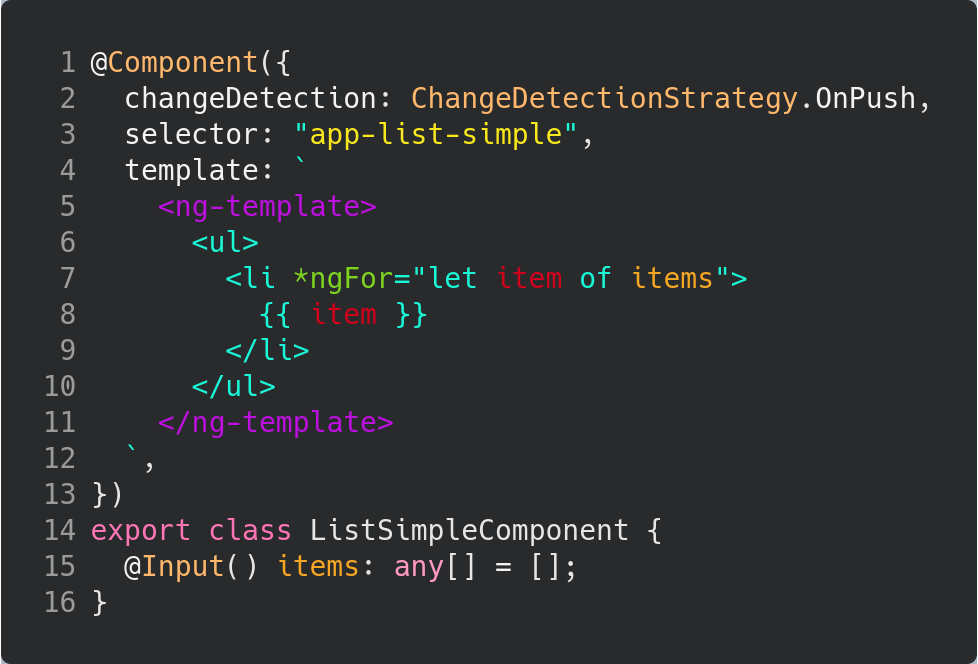 1 @Component({
2   changeDetection: ChangeDetectionStrategy.OnPush,
3   selector: "app-list-simple",
4   template: `
5     <ng-template>
6       <ul>
7         <li *ngFor="let item of items">
8           {{ item }}
9         </li>
10       </ul>
11     </ng-template>
12   `,
13 })
14 export class ListSimpleComponent {
15   @Input() items: any[] = [];
16 }